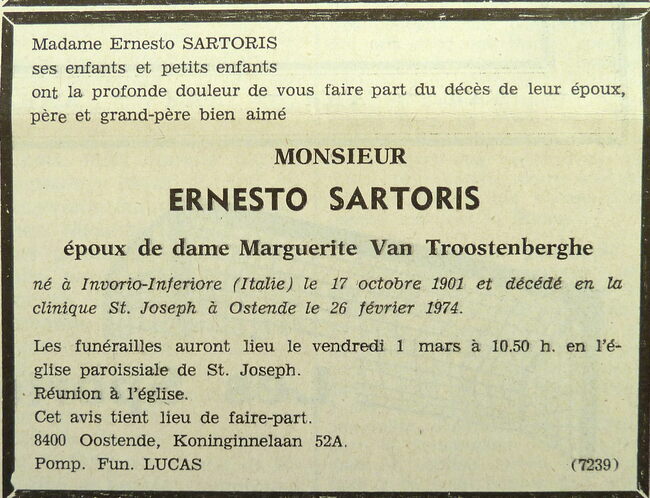 Madame Ernesto SARTORIS
ses enfants et petits enfants
ont la profonde douleur de vous faire part du décès de leur époux,
père et grand-père bien aimé
MONSIEUR
ERNESTO SARTORIS
époux de dame Marguerite Van Troostenberghe
né à Invorio-Inferiore (Italie) le 17 octobre 1901 et décédé en la
clinique St. Joseph à Ostende le 26 février 1974.
Les funérailles auront lieu le vendredi 1 mars à 10.50 h. en l'é-
glise paroissiale de St. Joseph.
Réunion à l'église.
Cet avis tient lieu de faire-part.
8400 Oostende, Koninginnelaan 52A.
Pomp. Fun. LUCAS (7239)